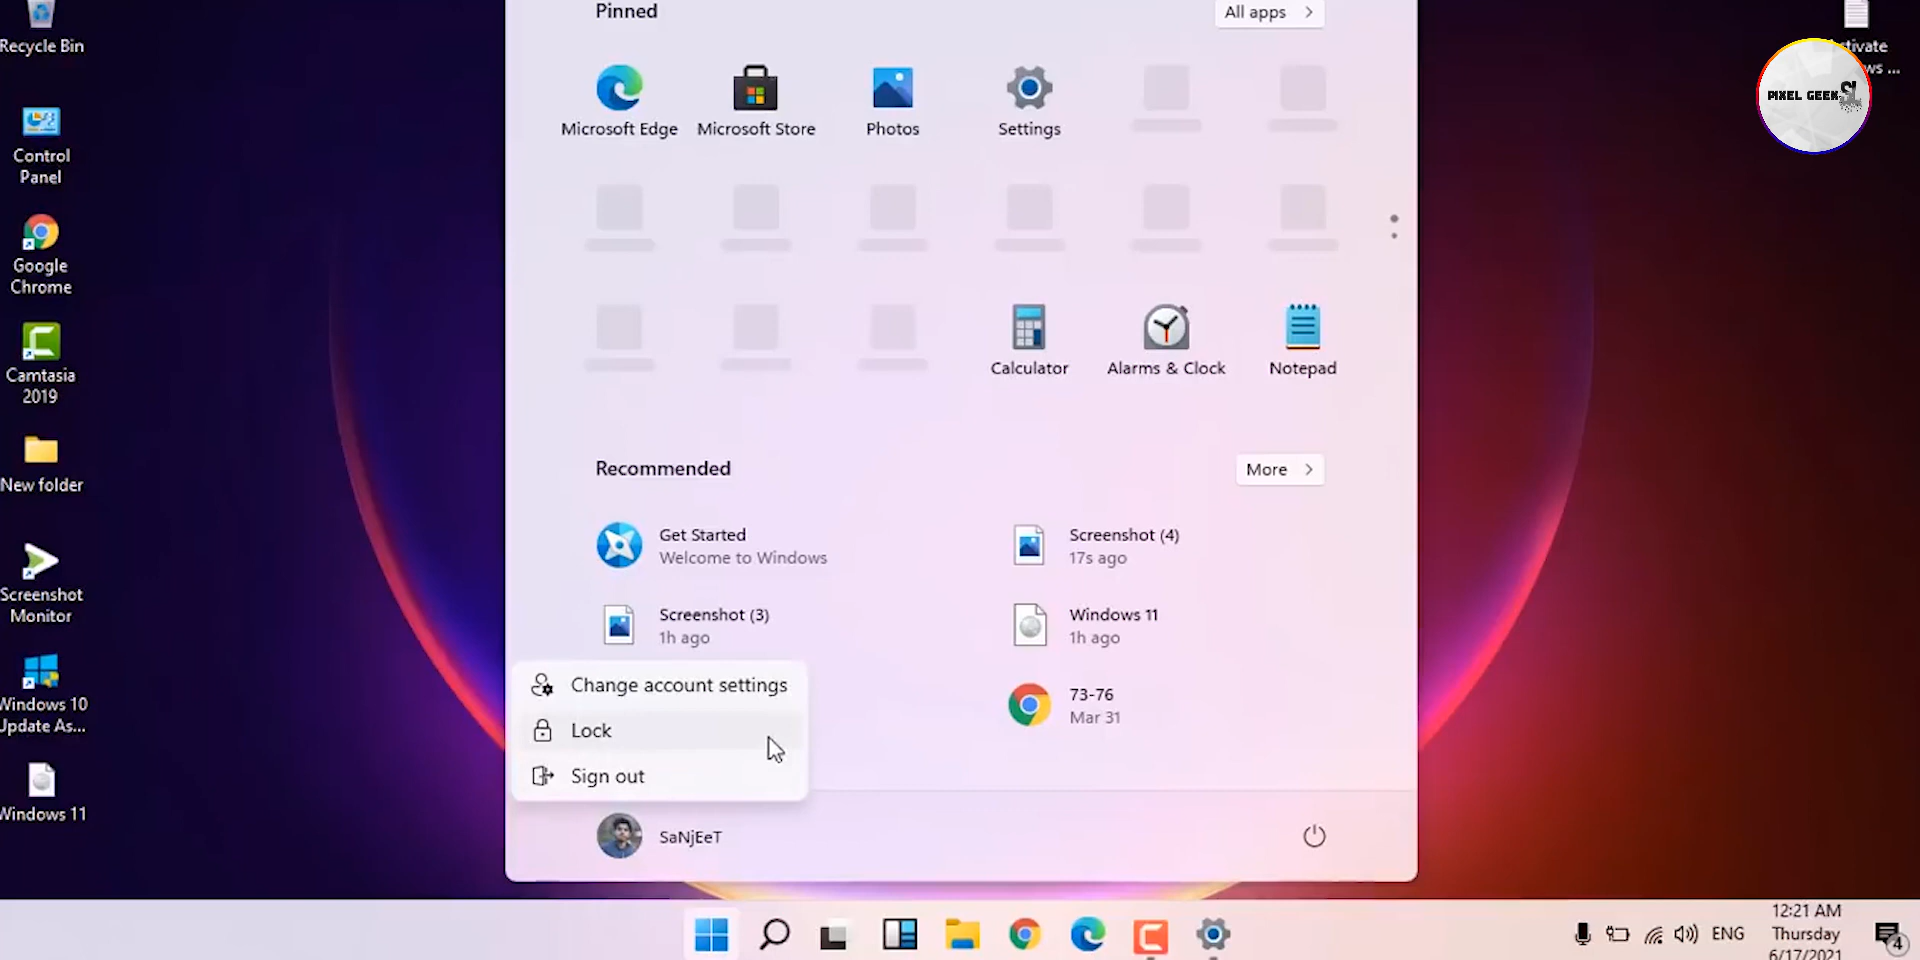 Pinned
All apps
Recycle Bin
Microsoft Edge
Microsoft Store
Photos
Settings
PIXEL GEEK SL
Control
Panel
Google
Chrome
Camtasia
2019
Calculator
Alarms & Clock
Notepad
New folder
Recommended
More
Get Started
Welcome to Windows
Screenshot (4)
17s ago
Screenshot
Monitor
Screenshot (3)
1h ago
Windows 11
1h ago
Change account settings
Lock
Sign out
73-76
Mar 31
Windows 10
Update As...
Windows 11
SaNjEeT
ENG
12:21 AM
Thursday
6/17/2021
4